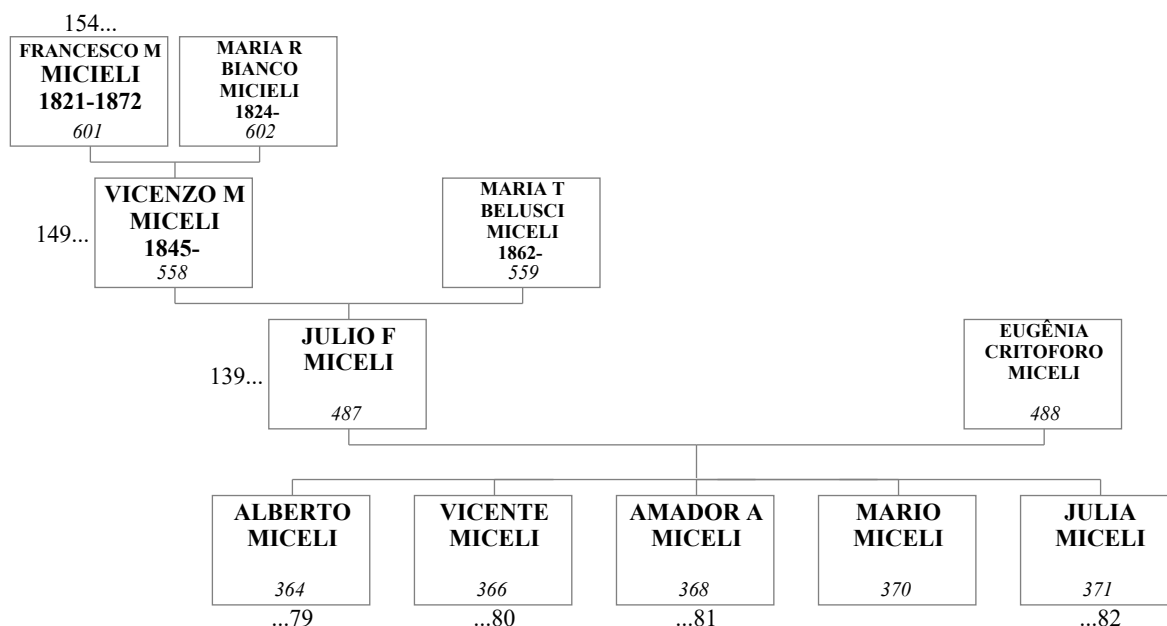 154...
FRANCESCO M
MICIELI
1821-1872
601
MARIA R
BIANCO
MICIELI
1824-
602
149...
VICENZO M
MICELI
1845-
558
MARIA T
BELUSCI
MICELI
1862-
559
139...
JULIO F
MICELI
487
EUGÊNIA
CRITOFORO
MICELI
488
ALBERTO
MICELI
364
...79
VICENTE
MICELI
366
...80
AMADOR A
MICELI
368
...81
MARIO
MICELI
370
JULIA
MICELI
371
...82